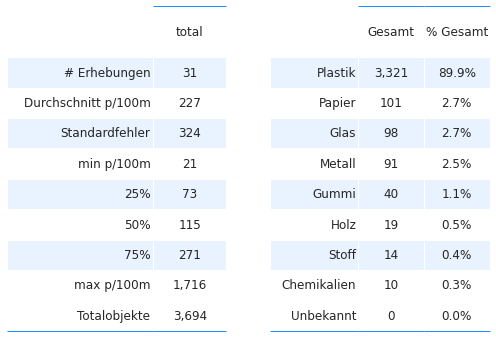 total
# Erhebungen 31
Durchschnitt p/100m 227
Standardfehler 324
min p/100m 21
25% 73
50% 115
75% 271
max p/100m 1,716
Totalobjekte 3,694
Gesamt % Gesamt
Plastik 3,321 89.9%
Papier 101 2.7%
Glas 98 2.7%
Metall 91 2.5%
Gummi 40 1.1%
Holz 19 0.5%
Stoff 14 0.4%
Chemikalien 10 0.3%
Unbekannt 0 0.0%